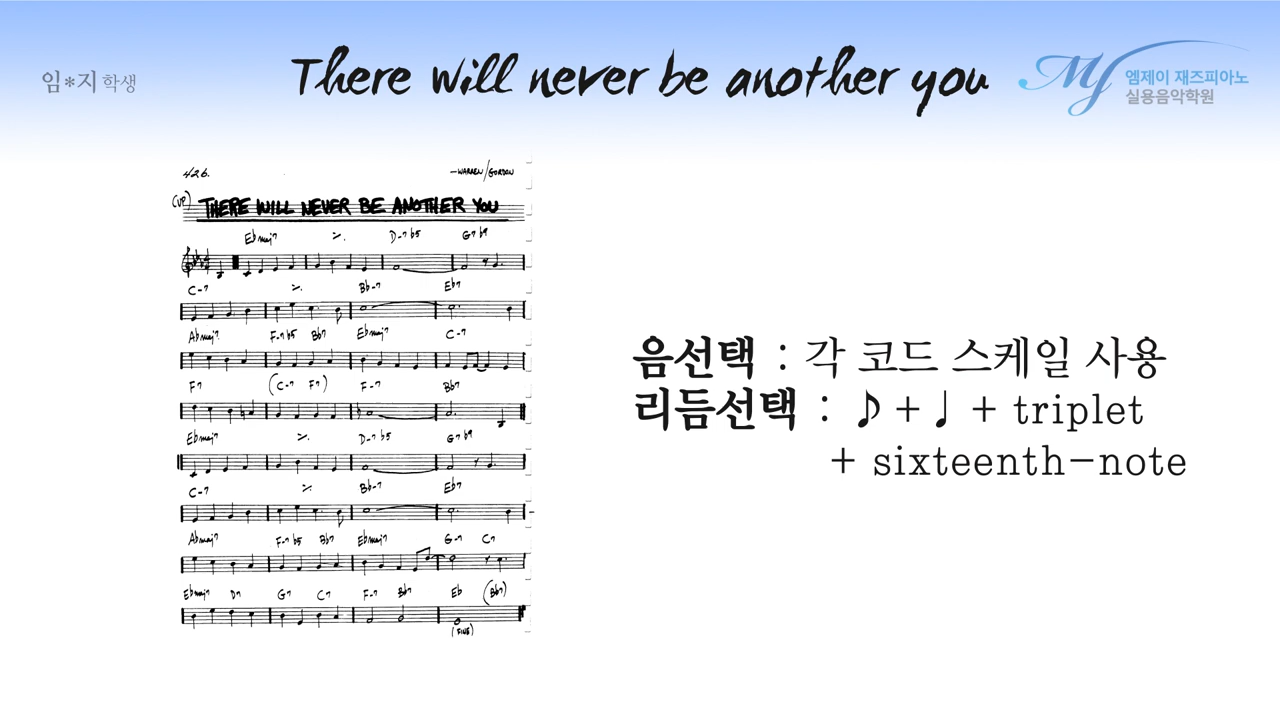 임*지 학생
There will never be another you
엠제이 재즈피아노
실용음악학원
426.
-WARREN/GORDON
(UP)
THERE WILL NEVER BE ANOTHER YOU
Ebmaj7 D-7b5 G7b9
C-7 Bb-7 Eb7
Abmaj7 F-7b5 Bb7 Ebmaj7 C-7
F7 (C-7 F7) F-7 Bb7
Ebmaj7 D-7b5 G7b9
C-7 Bb-7 Eb7
Abmaj7 F-7b5 Bb7 Ebmaj7 G-7 C7
Ebmaj7 D7 G7 C7 F-7 Bb7 Eb (Bb7)
(FINE)
음선택 : 각 코드 스케일 사용
리듬선택 : ♪+♩+ triplet
+ sixteenth-note